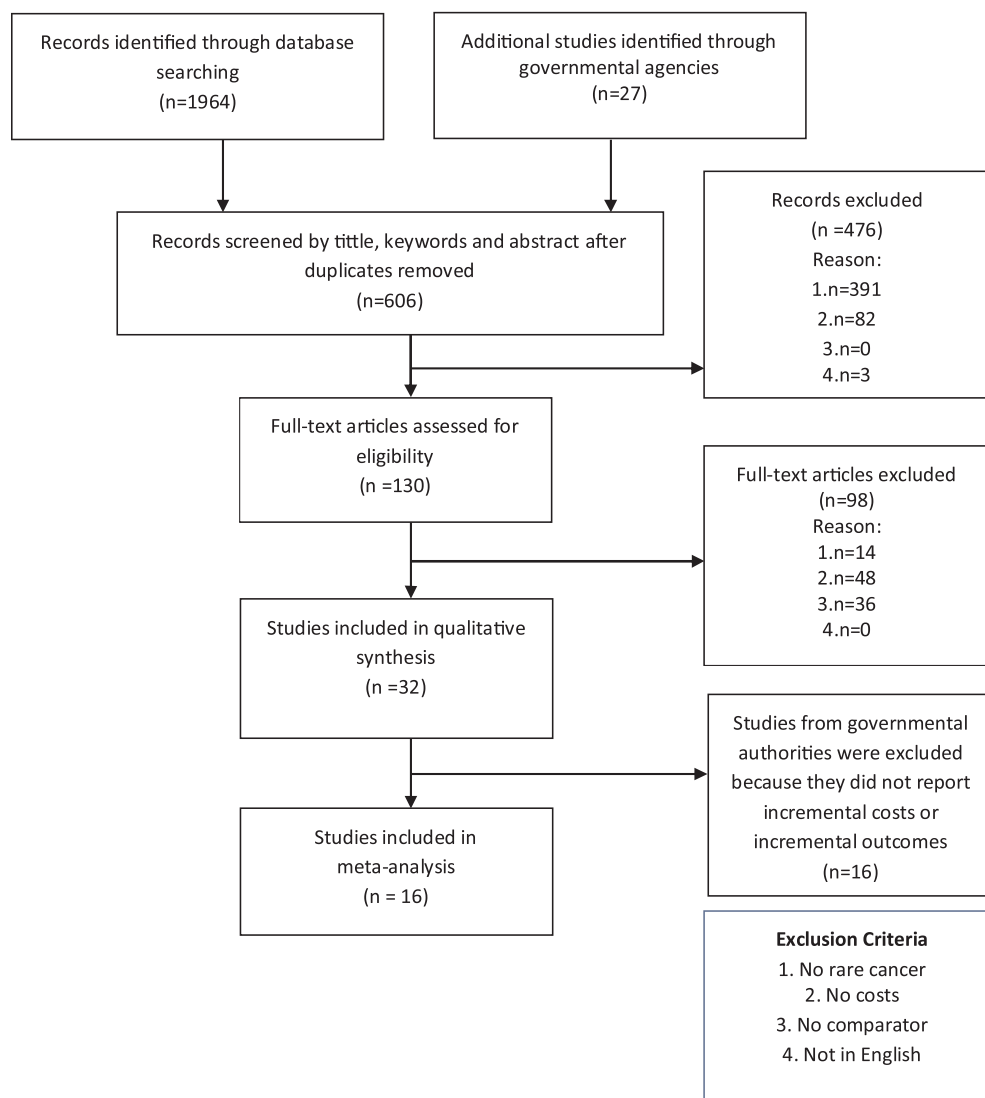 Records identified through database
searching
(n=1964)
Additional studies identified through
governmental agencies
(n=27)
Records screened by tittle, keywords and abstract after
duplicates removed
(n=606)
Records excluded
(n =476)
Reason:
1.n=391
2.n=82
3.n=0
4.n=3
Full-text articles assessed for
eligibility
(n =130)
Full-text articles excluded
(n=98)
Reason:
1.n=14
2.n=48
3.n=36
4.n=0
Studies included in qualitative
synthesis
(n =32)
Studies from governmental
authorities were excluded
because they did not report
incremental costs or
incremental outcomes
(n=16)
Studies included in
meta-analysis
(n = 16)
Exclusion Criteria
1. No rare cancer
2. No costs
3. No comparator
4. Not in English